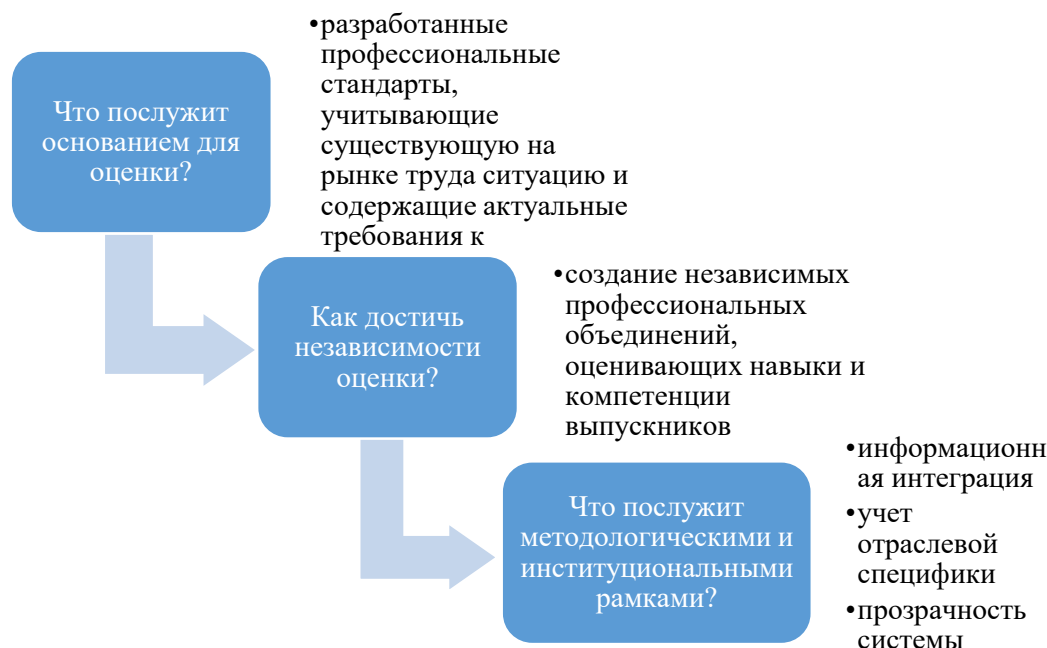 Что послужит
основанием для
оценки?
•разработанные
профессиональные
стандарты,
учитывающие
существующую на
рынке труда ситуацию и
содержащие актуальные
требования к
Как достичь
независимости
оценки?
•создание независимых
профессиональных
объединений,
оценивающих навыки и
компетенции
выпускников
Что послужит
методологическими и
институциональными
рамками?
•информационн
ая интеграция
•учет
отраслевой
специфики
•прозрачность
системы